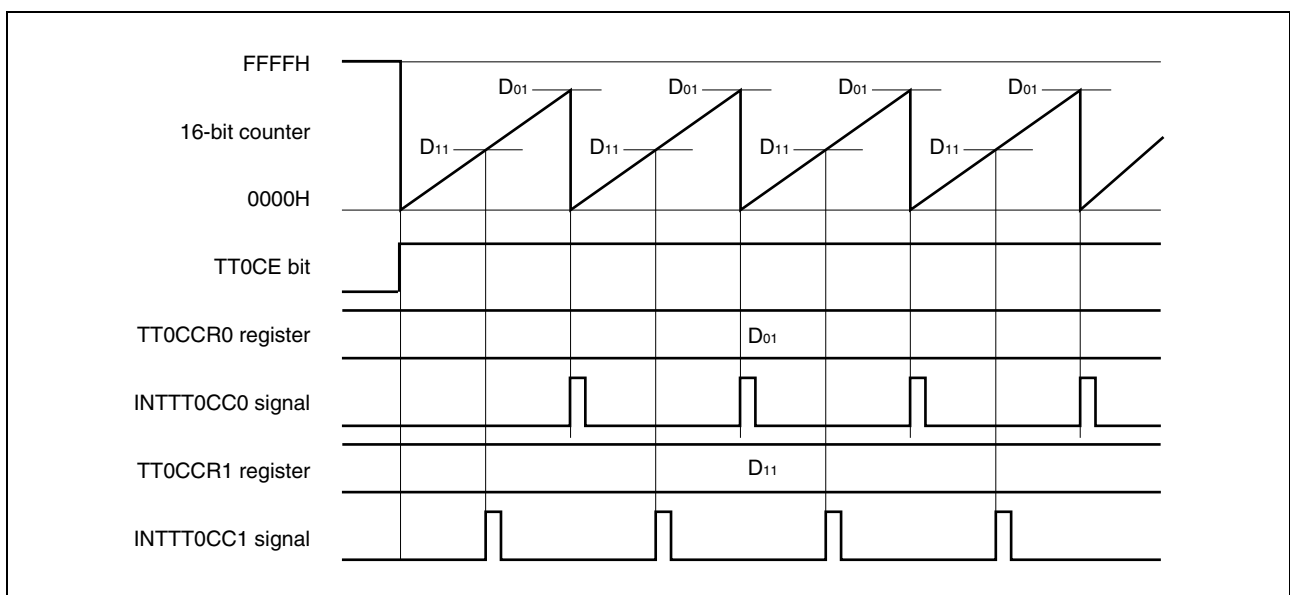 FFFFH
D01 D01 D01 D01
16-bit counter
D11 D11 D11 D11
0000H
TT0CE bit
TT0CCR0 register
D01
INTTT0CC0 signal
TT0CCR1 register
D11
INTTT0CC1 signal